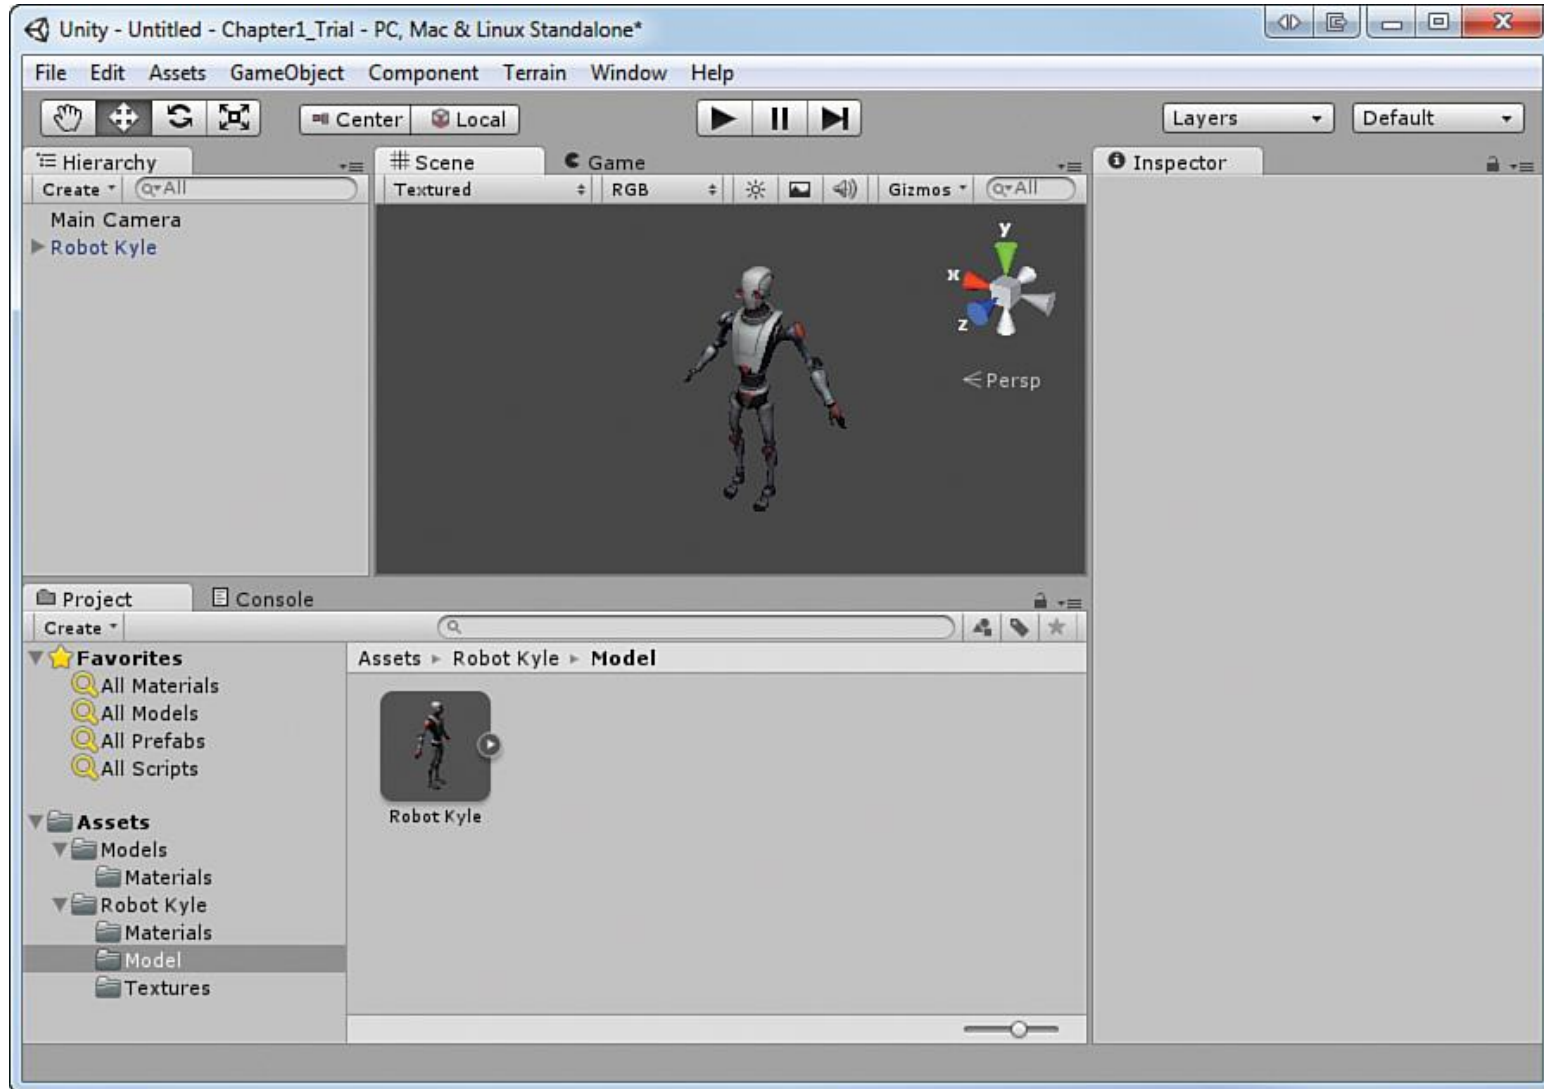 Unity - Untitled - Chapter1_Trial - PC, Mac & Linux Standalone*
File Edit Assets GameObject Component Terrain Window Help
Center Local Layers Default
Hierarchy
Create All
Main Camera
Robot Kyle
Scene Game
Textured RGB Gizmos All
y
x
z
Persp
Inspector
Project Console
Create
Favorites
All Materials
All Models
All Prefabs
All Scripts
Assets
Models
Materials
Robot Kyle
Materials
Model
Textures
Assets Robot Kyle Model
Robot Kyle